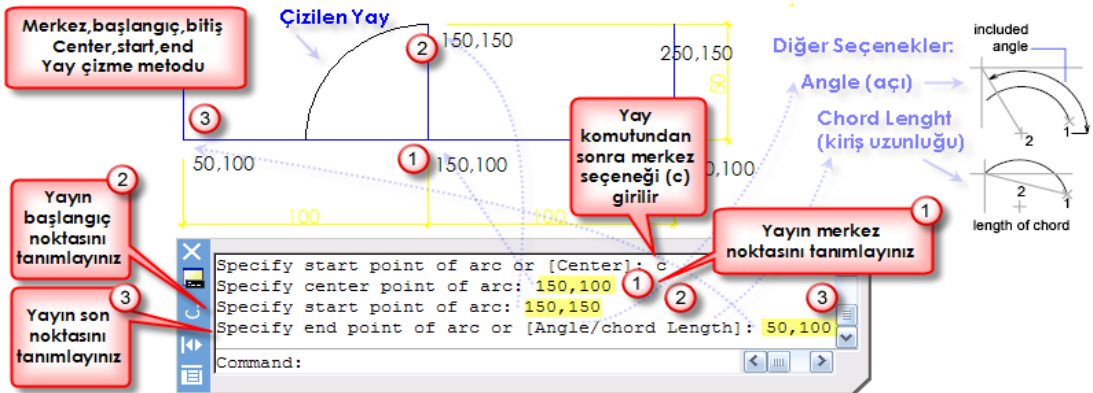 Merkez,başlangıç,bitiş
Center,start,end
Yay çizme metodu
Çizilen Yay
2
150,150
250,150
50
3
50,100
1
150,100
0,100
100
100
Yay
komutundan
sonra merkez
seçeneği (c)
girilir
Diğer Seçenekler:
Angle (açı)
Chord Lenght
(kiriş uzunluğu)
included
angle
2
1
2
1
length of chord
2
Yayın
başlangıç
noktasını
tanımlayınız
3
Yayın son
noktasını
tanımlayınız
1
Yayın merkez
noktasını tanımlayınız
Specify start point of arc or [Center]: c
Specify center point of arc: 150,100
1
2
3
Specify start point of arc: 150,150
Specify end point of arc or [Angle/chord Length]: 50,100
Command: